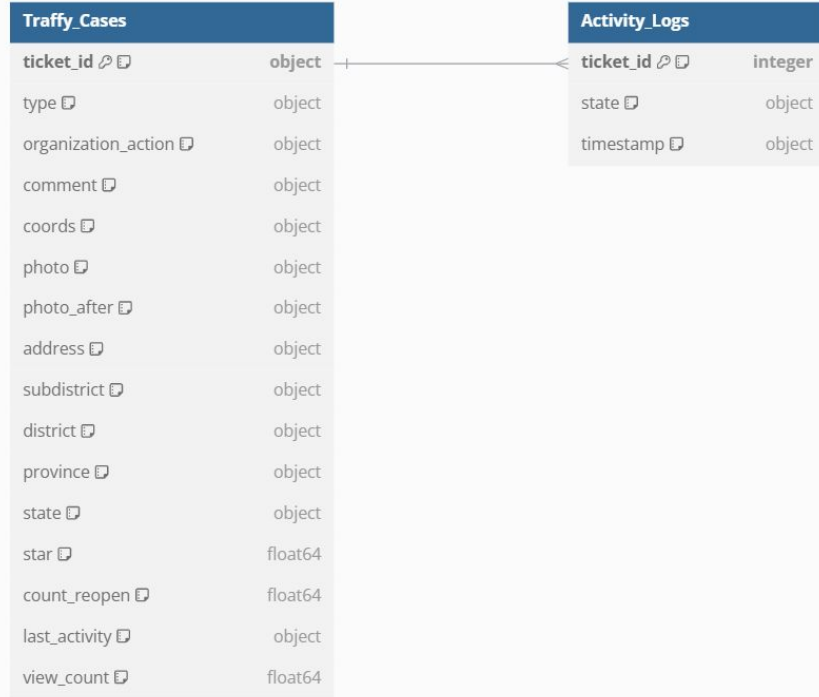 Traffy_Cases
ticket_id object
type object
organization_action object
comment object
coords object
photo object
photo_after object
address object
subdistrict object
district object
province object
state object
star float64
count_reopen float64
last_activity object
view_count float64
Activity_Logs
ticket_id integer
state object
timestamp object